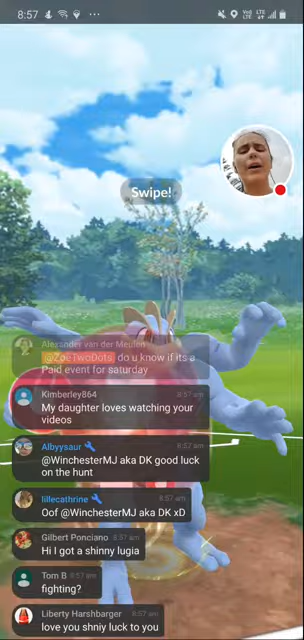 8:57
Swipe!
Alexander van der Meulen
@ZoeTwoDots do u know if its a
Paid event for saturday
Kimberley864 8:57 am
My daughter loves watching your
videos
Albyysaur 8:57 am
@WinchesterMJ aka DK good luck
on the hunt
lillecathrine 8:57 am
Oof @WinchesterMJ aka DK xD
Gilbert Ponciano 8:57 am
Hi I got a shinny lugia
Tom B 8:57 am
fighting?
Liberty Harshbarger 8:57 am
love you shniy luck to you